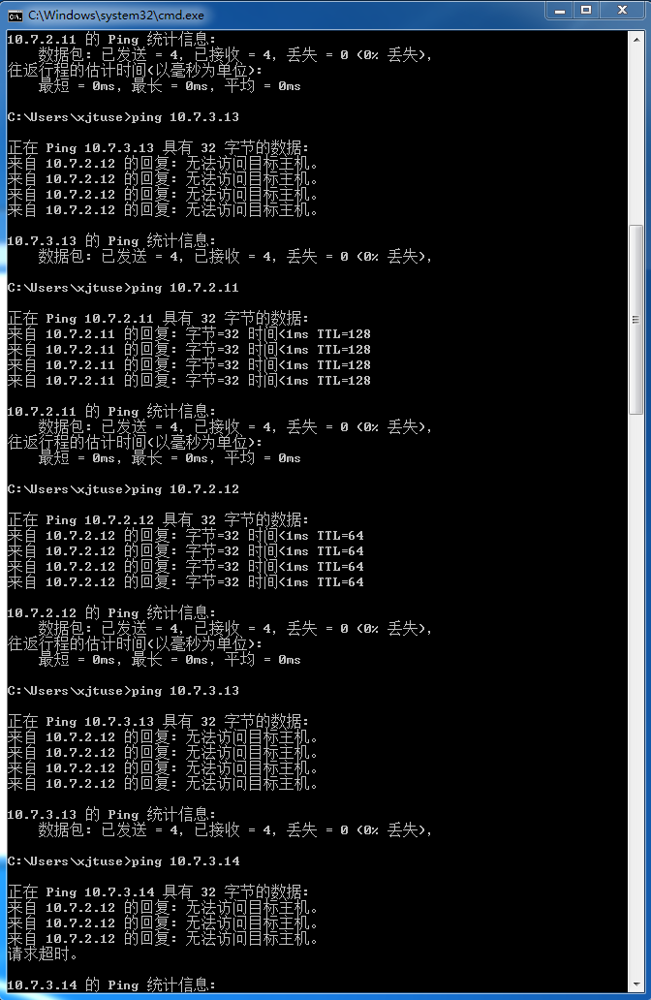 C:\Windows\system32\cmd.exe
10.7.2.11 的 Ping 统计信息:
数据包: 已发送 = 4，已接收 = 4，丢失 = 0 (0% 丢失)，
往返行程的估计时间(以毫秒为单位):
最短 = 0ms，最长 = 0ms，平均 = 0ms
C:\Users\xjtuse>ping 10.7.3.13
正在 Ping 10.7.3.13 具有 32 字节的数据:
来自 10.7.2.12 的回复: 无法访问目标主机。
来自 10.7.2.12 的回复: 无法访问目标主机。
来自 10.7.2.12 的回复: 无法访问目标主机。
来自 10.7.2.12 的回复: 无法访问目标主机。
10.7.3.13 的 Ping 统计信息:
数据包: 已发送 = 4，已接收 = 4，丢失 = 0 (0% 丢失)，
C:\Users\xjtuse>ping 10.7.2.11
正在 Ping 10.7.2.11 具有 32 字节的数据:
来自 10.7.2.11 的回复: 字节=32 时间<1ms TTL=128
来自 10.7.2.11 的回复: 字节=32 时间<1ms TTL=128
来自 10.7.2.11 的回复: 字节=32 时间<1ms TTL=128
来自 10.7.2.11 的回复: 字节=32 时间<1ms TTL=128
10.7.2.11 的 Ping 统计信息:
数据包: 已发送 = 4，已接收 = 4，丢失 = 0 (0% 丢失)，
往返行程的估计时间(以毫秒为单位):
最短 = 0ms，最长 = 0ms，平均 = 0ms
C:\Users\xjtuse>ping 10.7.2.12
正在 Ping 10.7.2.12 具有 32 字节的数据:
来自 10.7.2.12 的回复: 字节=32 时间<1ms TTL=64
来自 10.7.2.12 的回复: 字节=32 时间<1ms TTL=64
来自 10.7.2.12 的回复: 字节=32 时间<1ms TTL=64
来自 10.7.2.12 的回复: 字节=32 时间<1ms TTL=64
10.7.2.12 的 Ping 统计信息:
数据包: 已发送 = 4，已接收 = 4，丢失 = 0 (0% 丢失)，
往返行程的估计时间(以毫秒为单位):
最短 = 0ms，最长 = 0ms，平均 = 0ms
C:\Users\xjtuse>ping 10.7.3.13
正在 Ping 10.7.3.13 具有 32 字节的数据:
来自 10.7.2.12 的回复: 无法访问目标主机。
来自 10.7.2.12 的回复: 无法访问目标主机。
来自 10.7.2.12 的回复: 无法访问目标主机。
来自 10.7.2.12 的回复: 无法访问目标主机。
10.7.3.13 的 Ping 统计信息:
数据包: 已发送 = 4，已接收 = 4，丢失 = 0 (0% 丢失)，
C:\Users\xjtuse>ping 10.7.3.14
正在 Ping 10.7.3.14 具有 32 字节的数据:
来自 10.7.2.12 的回复: 无法访问目标主机。
来自 10.7.2.12 的回复: 无法访问目标主机。
来自 10.7.2.12 的回复: 无法访问目标主机。
请求超时。
10.7.3.14 的 Ping 统计信息: